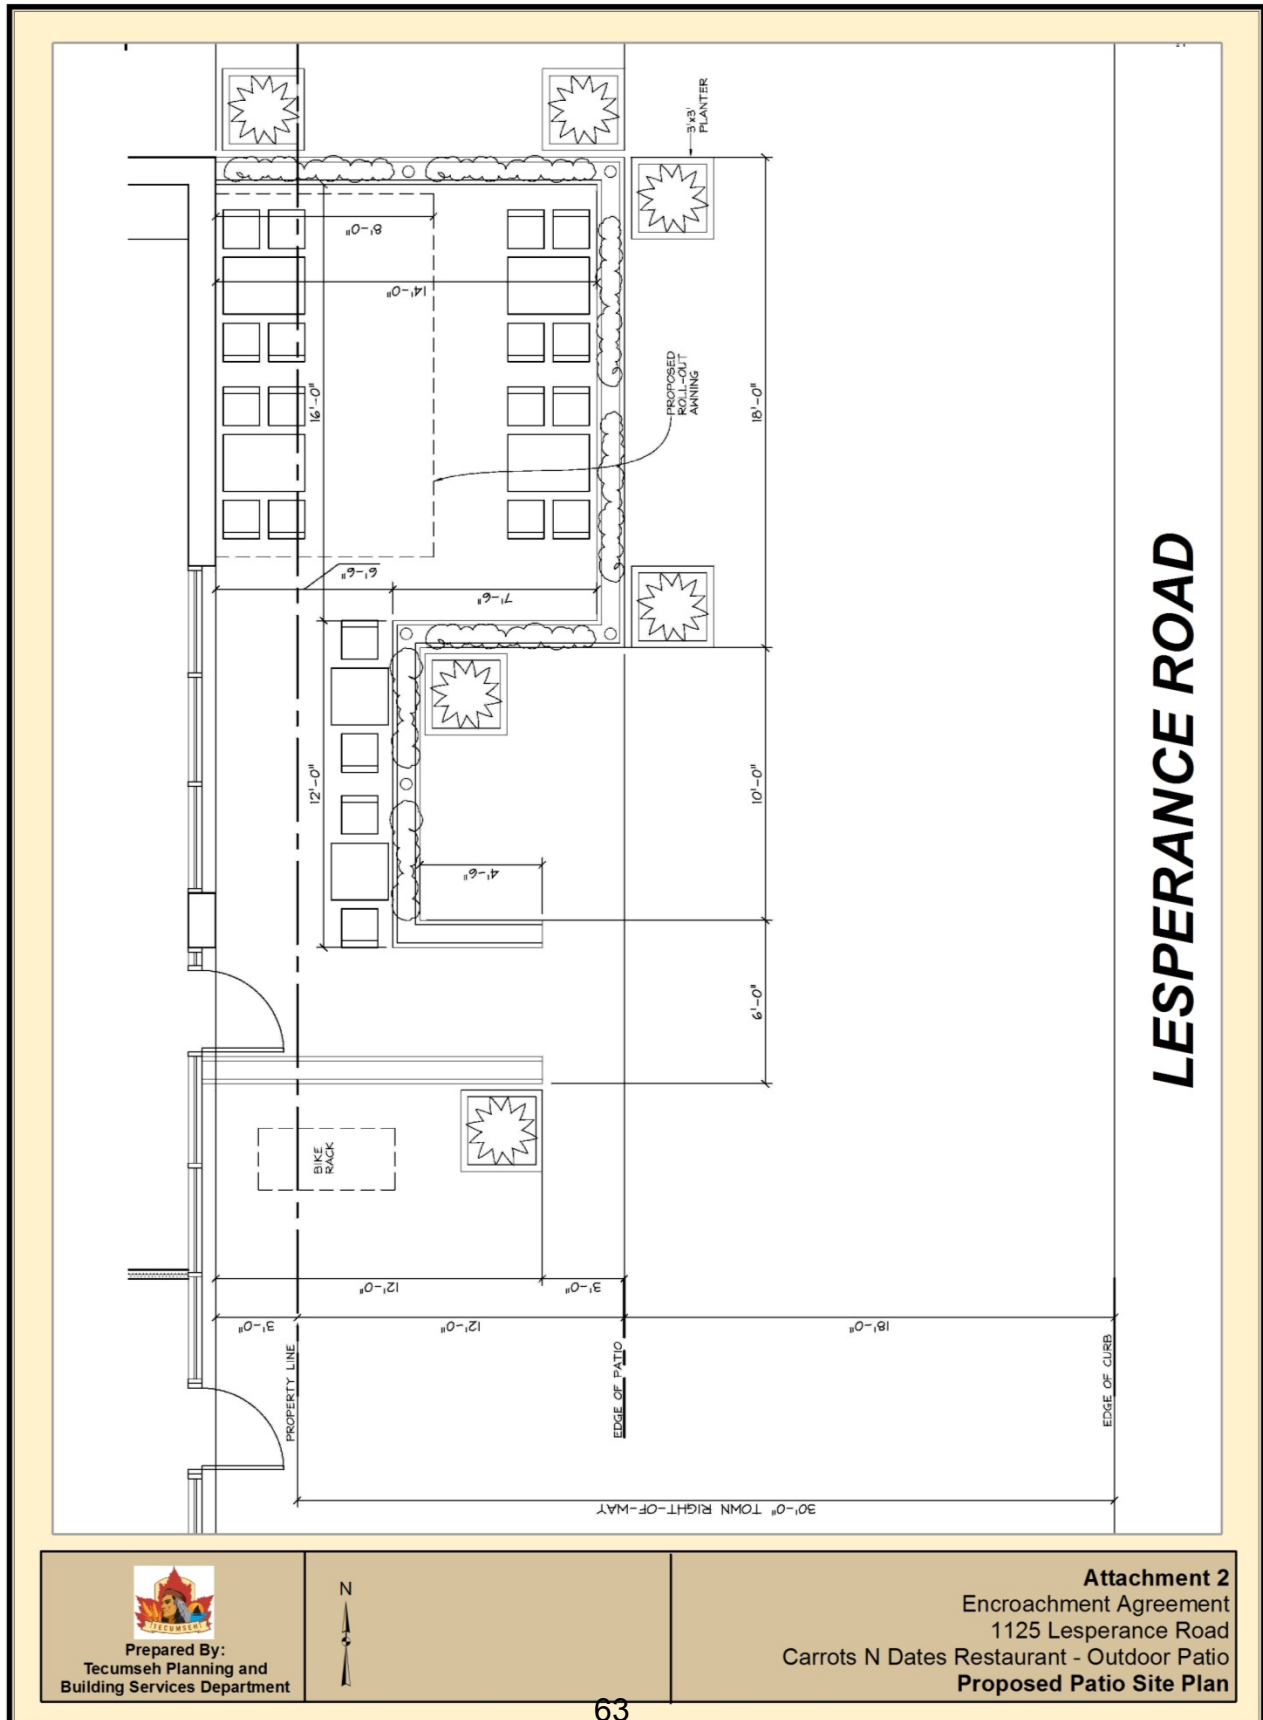 3'x3'
PLANTER
8'-0"
14'-0"
16'-0"
PROPOSED
ROLL-OUT
AWNING
18'-0"
6'-6"
7'-6"
12'-0"
10'-0"
4'-6"
6'-0"
BIKE
RACK
12'-0"
3'-0"
3'-0"
12'-0"
18'-0"
PROPERTY LINE
EDGE OF PATIO
EDGE OF CURB
30'-0" TOWN RIGHT-OF-WAY
LESPERANCE ROAD
TECUMSEH
Prepared By:
Tecumseh Planning and
Building Services Department
N
Attachment 2
Encroachment Agreement
1125 Lesperance Road
Carrots N Dates Restaurant - Outdoor Patio
Proposed Patio Site Plan
63